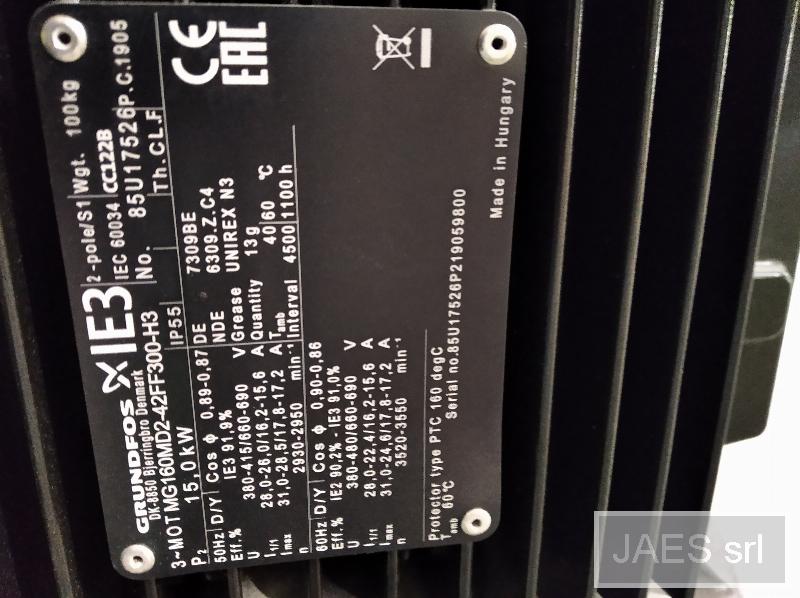 GRUNDFOS IE3 2-pole/S1 Wgt. 100kg
DK-8850 Bjerringbro Denmark IEC 60034 CC122B
3~MOT MG160MD2-42FF300-H3 No. 85U17526P.C.1905
P2 15,0 kW IP55 Th.CL.F
50Hz D/Y Cos ϕ 0,89-0,87 DE 7309BE
Eff.% IE3 91,9% NDE 6309.Z.C4
U 380-415/660-690 V Grease UNIREX N3
I1/1 28,0-26,0/16,2-15,6 A Quantity 13g
Imax 31,0-28,5/17,8-17,2 A Tamb 40 60 °C
n 2930-2950 min-1 Interval 4500 1100 h
60Hz D/Y Cos ϕ 0,90-0,86
Eff.% IE2 90,2% - IE3 91,0%
U 380-480/660-690 V
I1/1 28,0-22,4/16,2-15,6 A
Imax 31,0-24,6/17,8-17,2 A
n 3520-3550 min-1
Protector type PTC 160 degC
Tamb 60°C Serial no.85U17526P219059800
Made in Hungary
CE
EAC
JAES srl